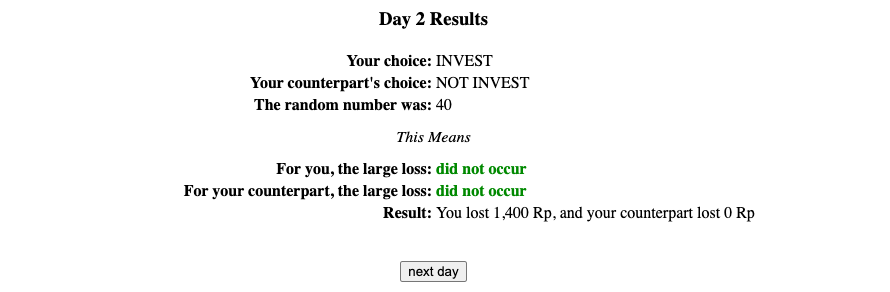 Day 2 Results
Your choice: INVEST
Your counterpart's choice: NOT INVEST
The random number was: 40
This Means
For you, the large loss: did not occur
For your counterpart, the large loss: did not occur
Result: You lost 1,400 Rp, and your counterpart lost 0 Rp
next day